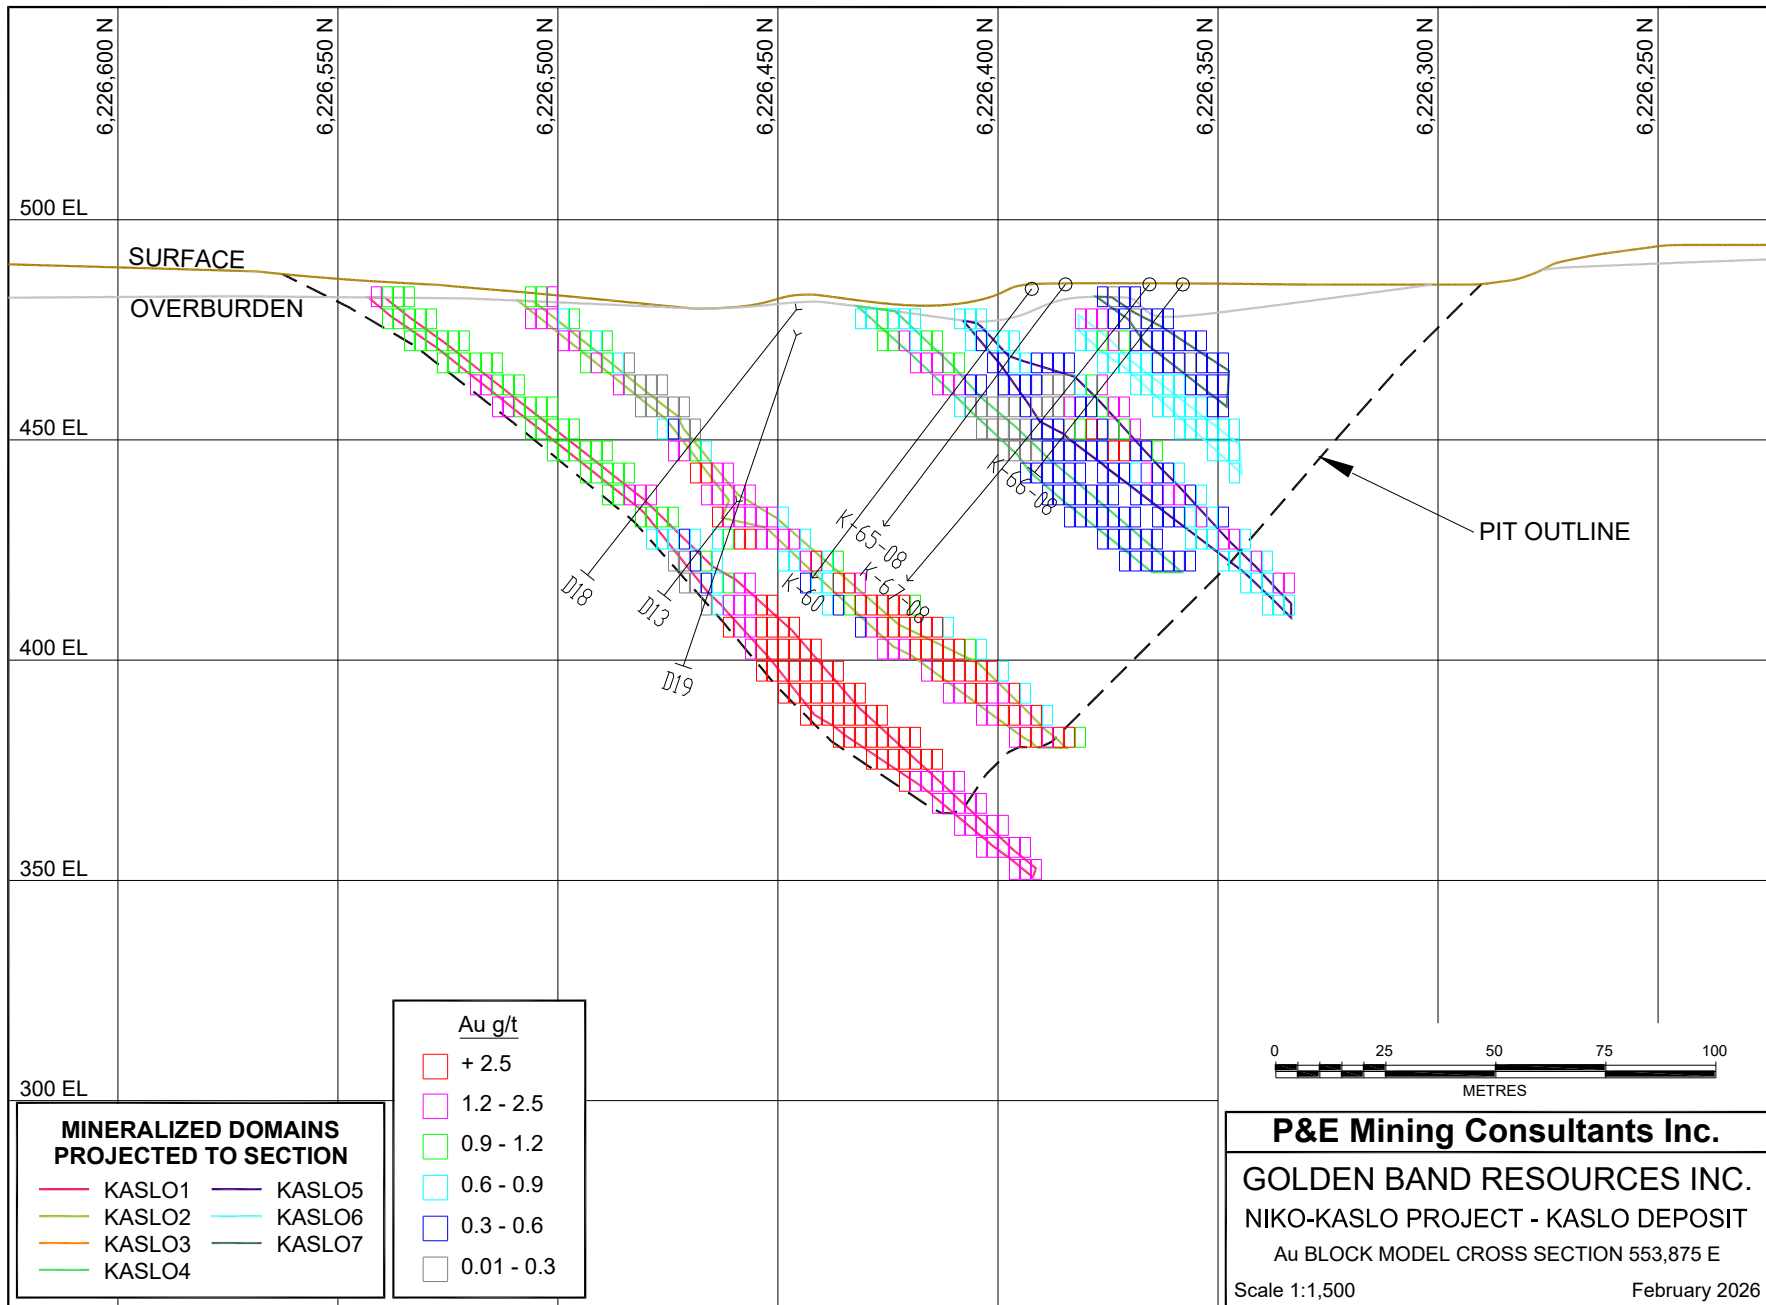 6,226,600 N
6,226,550 N
6,226,500 N
6,226,450 N
6,226,400 N
6,226,350 N
6,226,300 N
6,226,250 N
500 EL
SURFACE
OVERBURDEN
450 EL
400 EL
350 EL
300 EL
D18
D13
D19
K-60
K-65-08
K-67-08
K-66-08
PIT OUTLINE
Au g/t
+ 2.5
1.2 - 2.5
0.9 - 1.2
0.6 - 0.9
0.3 - 0.6
0.01 - 0.3
MINERALIZED DOMAINS
PROJECTED TO SECTION
KASLO1
KASLO2
KASLO3
KASLO4
KASLO5
KASLO6
KASLO7
0 25 50 75 100
METRES
P&E Mining Consultants Inc.
GOLDEN BAND RESOURCES INC.
NIKO-KASLO PROJECT - KASLO DEPOSIT
Au BLOCK MODEL CROSS SECTION 553,875 E
Scale 1:1,500 February 2026